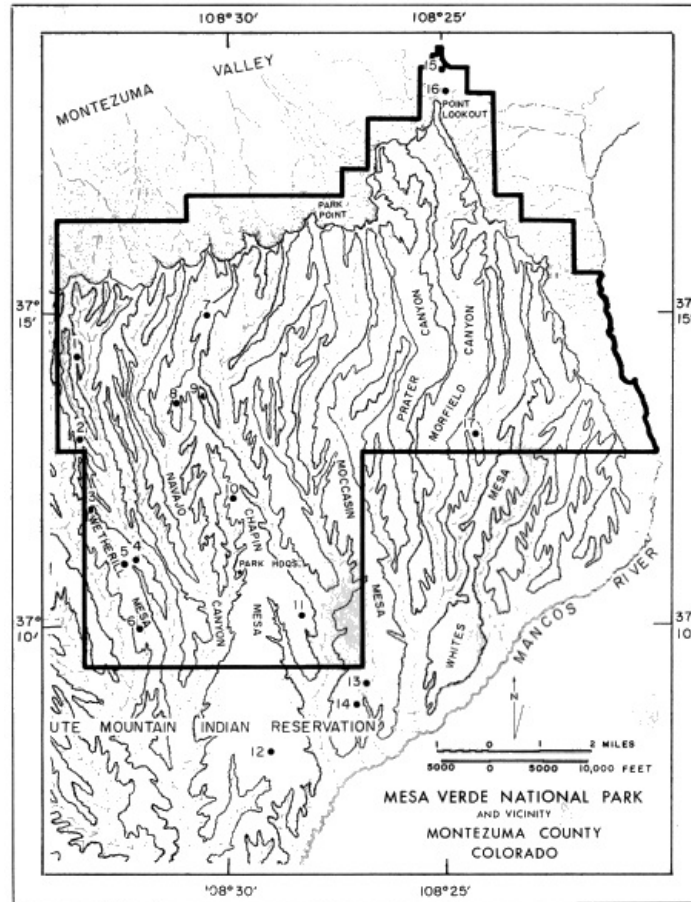 108° 30'
108° 25'
MONTEZUMA VALLEY
15
16
POINT
LOOKOUT
PARK
POINT
37°
15'
37°
15'
7
CANYON
CANYON
PRATER
MORFIELD
8
9
17
2
MESA
NAVAJO
MOCCASIN
10
CHAPIN
3
WETHERILL
4
5
PARK HDQS.
MESA
MESA
CANYON
MESA
11
6
37°
10'
37°
10'
WHITES
MANCOS RIVER
13
14
N
UTE MOUNTAIN INDIAN RESERVATION
12
1 0 1 2 MILES
5000 0 5000 10,000 FEET
MESA VERDE NATIONAL PARK
AND VICINITY
MONTEZUMA COUNTY
COLORADO
108° 30'
108° 25'